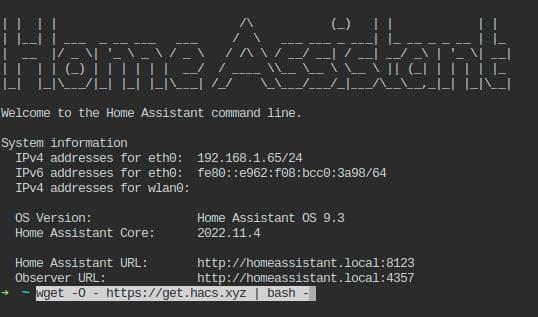 Home Assistant
Welcome to the Home Assistant command line.
System information
IPv4 addresses for eth0: 192.168.1.65/24
IPv6 addresses for eth0: fe80::e962:f08:bcc0:3a98/64
IPv4 addresses for wlan0:
OS Version: Home Assistant OS 9.3
Home Assistant Core: 2022.11.4
Home Assistant URL: http://homeassistant.local:8123
Observer URL: http://homeassistant.local:4357
➜ ~ wget -O - https://get.hacs.xyz | bash -